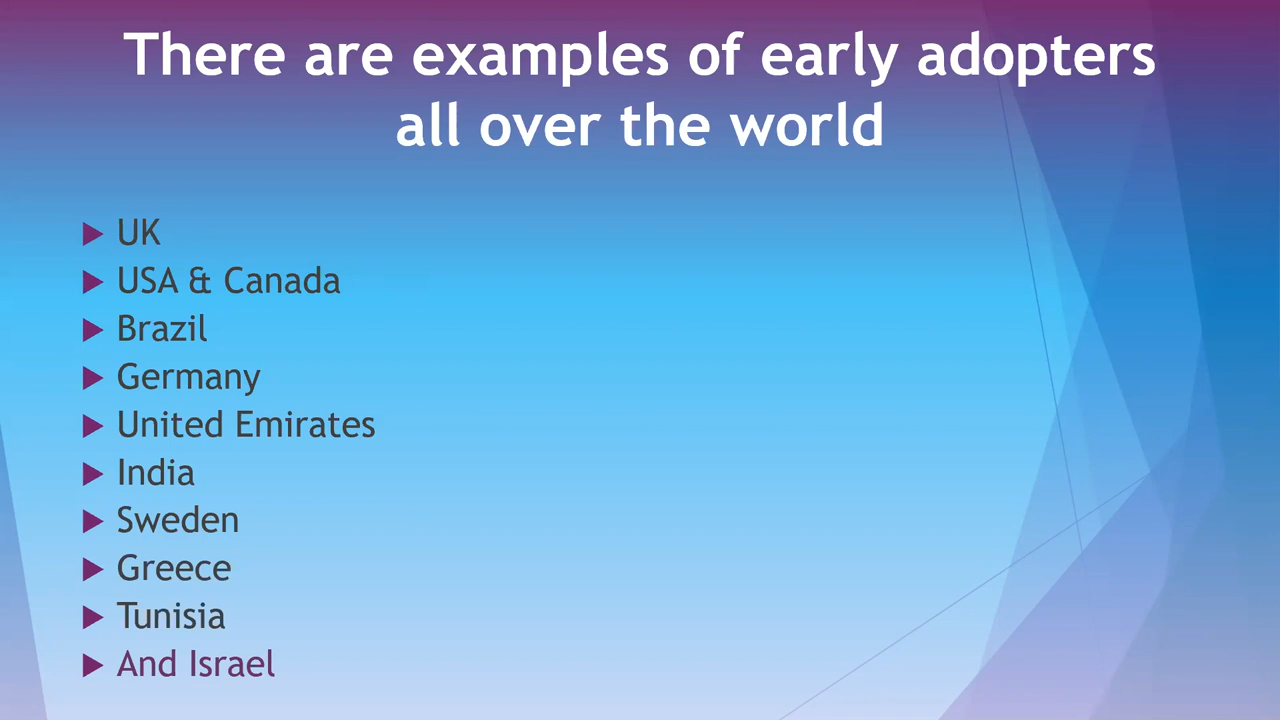 There are examples of early adopters
all over the world
UK
USA & Canada
Brazil
Germany
United Emirates
India
Sweden
Greece
Tunisia
And Israel